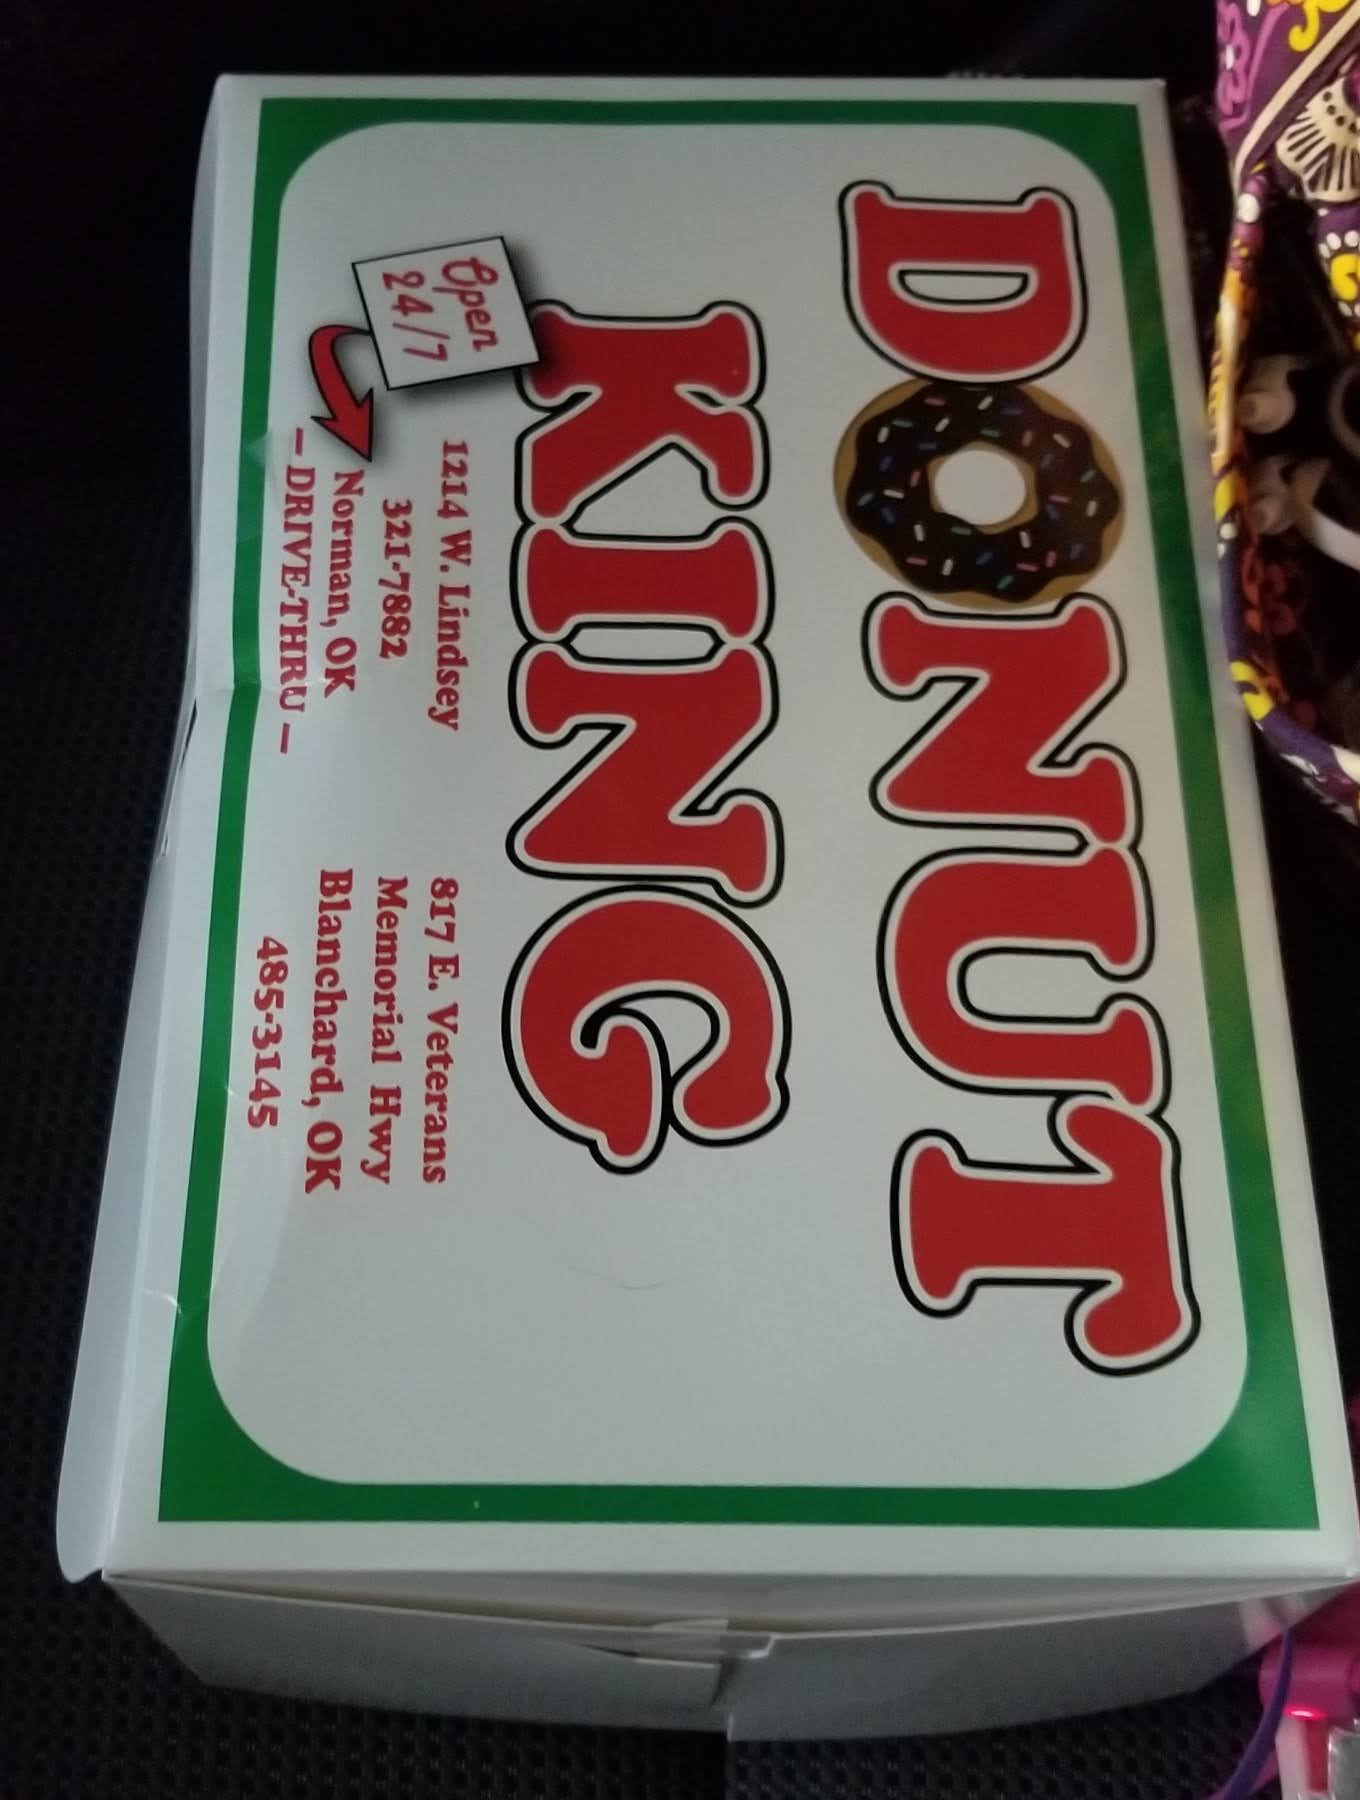 DONUT
KING
Open
24/7
1214 W. Lindsey
321-7882
Norman, OK
– DRIVE-THRU –
817 E. Veterans
Memorial Hwy
Blanchard, OK
485-3145